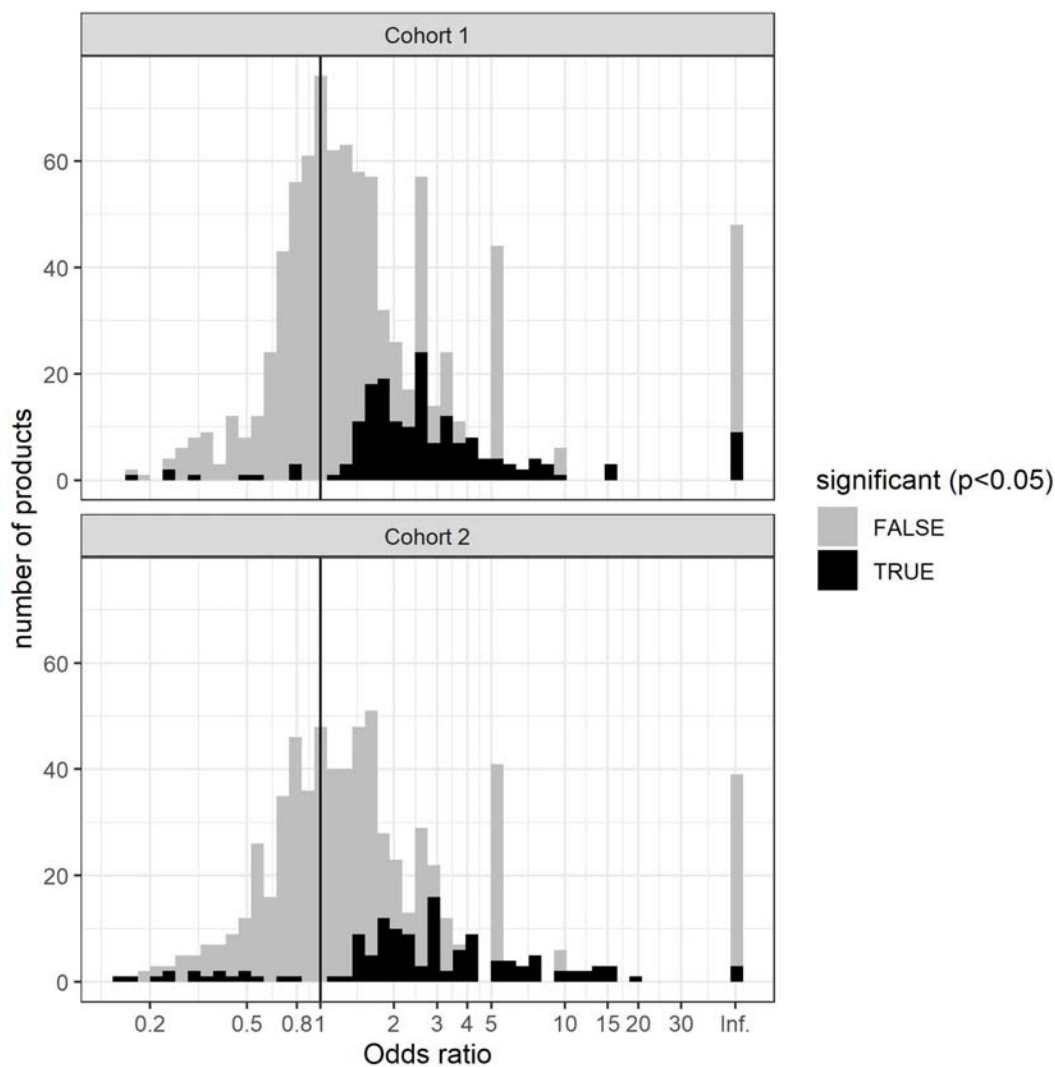 Cohort 1
60
40
20
0
Cohort 2
60
40
20
0
number of products
0.2 0.5 0.8 1 2 3 4 5 10 15 20 30 Inf.
Odds ratio
significant (p<0.05)
FALSE
TRUE